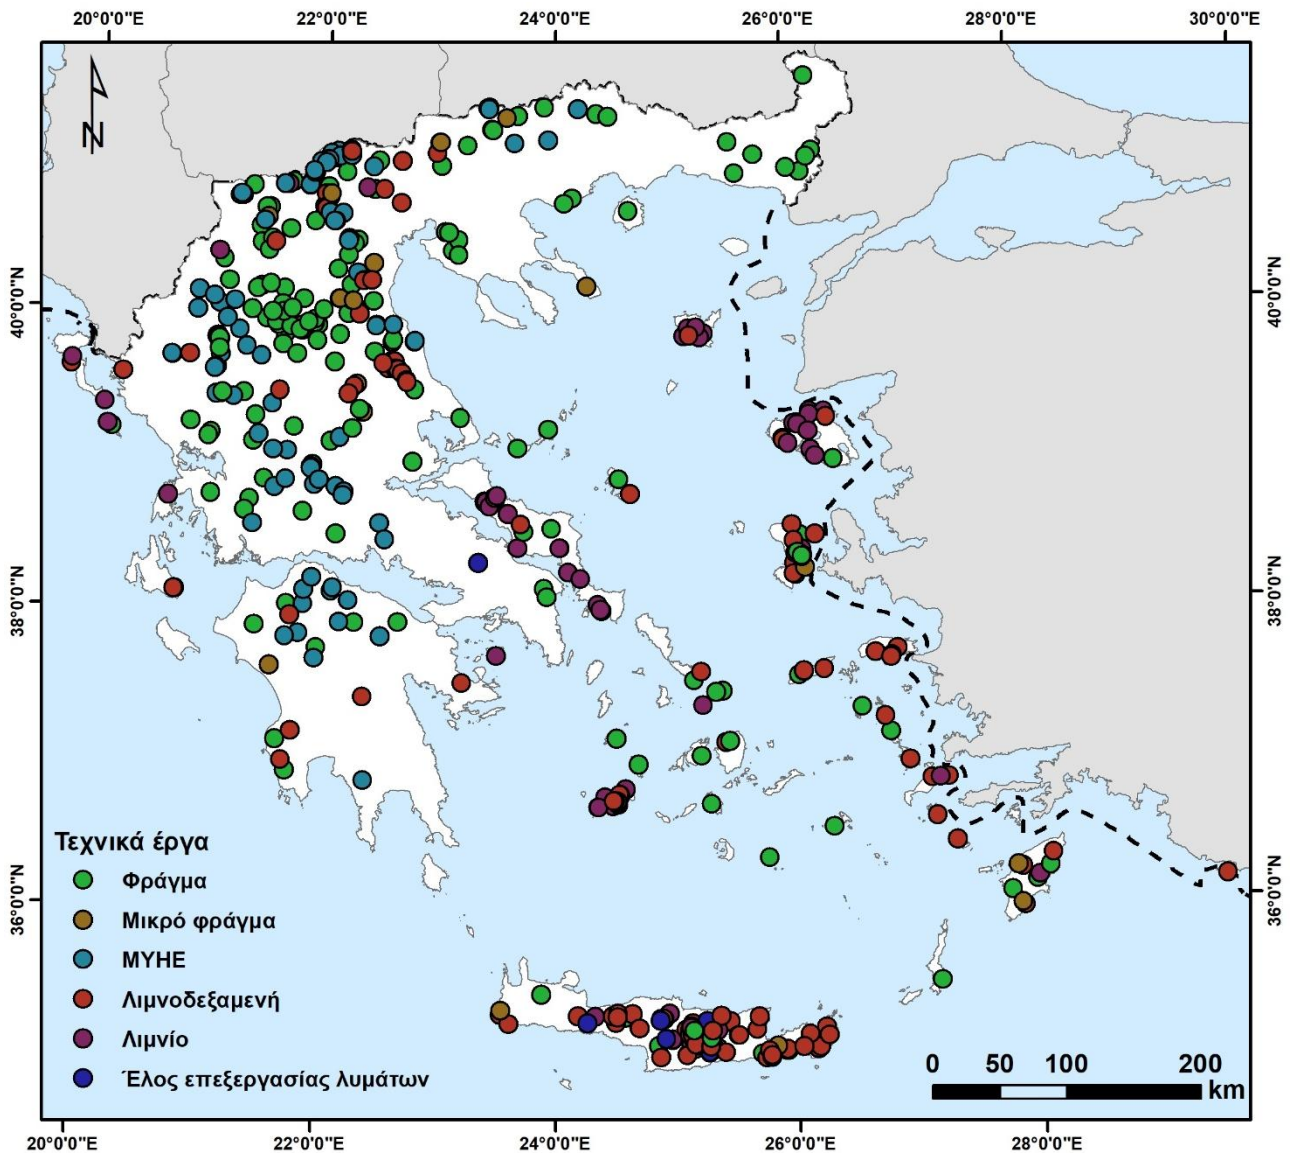 20°0'0"E 22°0'0"E 24°0'0"E 26°0'0"E 28°0'0"E 30°0'0"E
N
40°0'0"N 40°0'0"N
38°0'0"N 38°0'0"N
36°0'0"N 36°0'0"N
Τεχνικά έργα
Φράγμα
Μικρό φράγμα
ΜΥΗΕ
Λιμνοδεξαμενή
Λιμνίο
Έλος επεξεργασίας λυμάτων
0 50 100 200
km
20°0'0"E 22°0'0"E 24°0'0"E 26°0'0"E 28°0'0"E